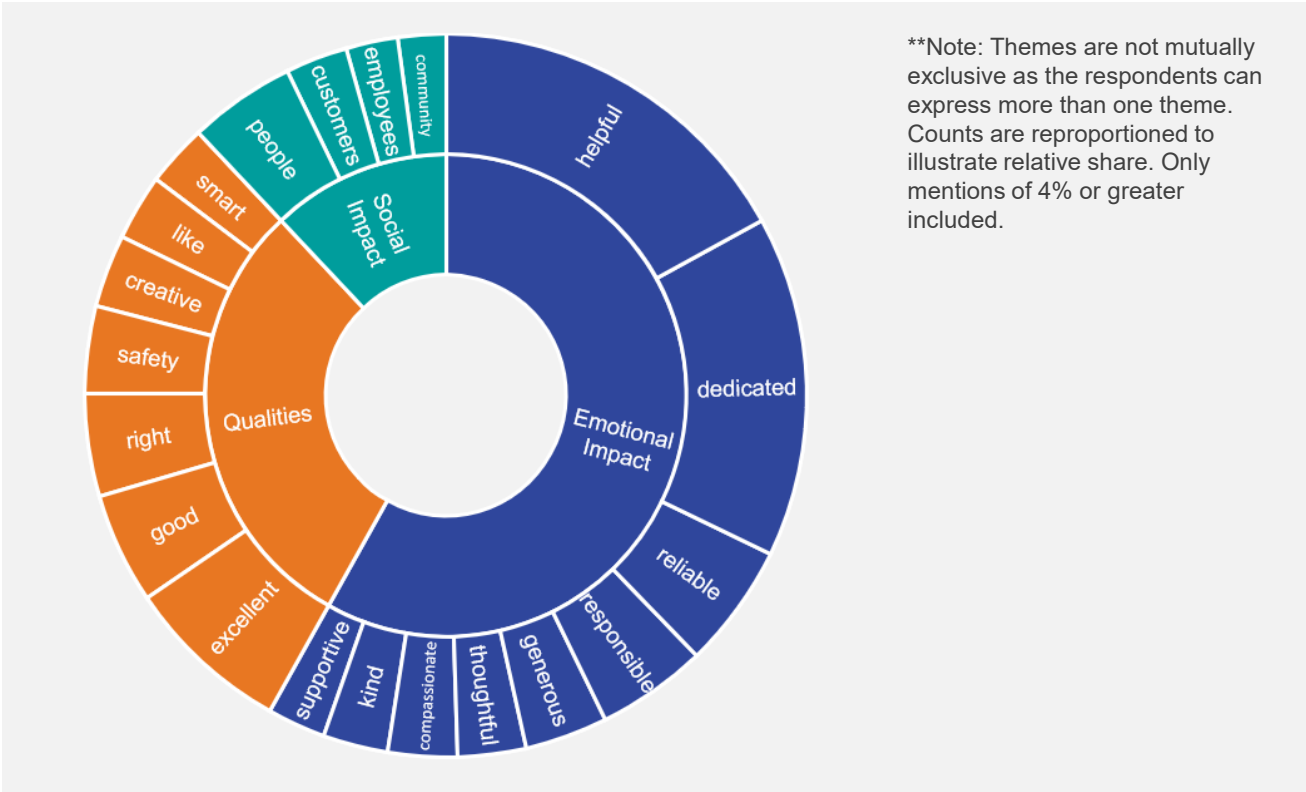 **Note: Themes are not mutually
exclusive as the respondents can
express more than one theme.
Counts are reproportioned to
illustrate relative share. Only
mentions of 4% or greater
included.
helpful
dedicated
reliable
responsible
generous
thoughtful
compassionate
kind
supportive
excellent
good
right
safety
creative
like
smart
people
customers
employees
community
Emotional
Impact
Qualities
Social
Impact